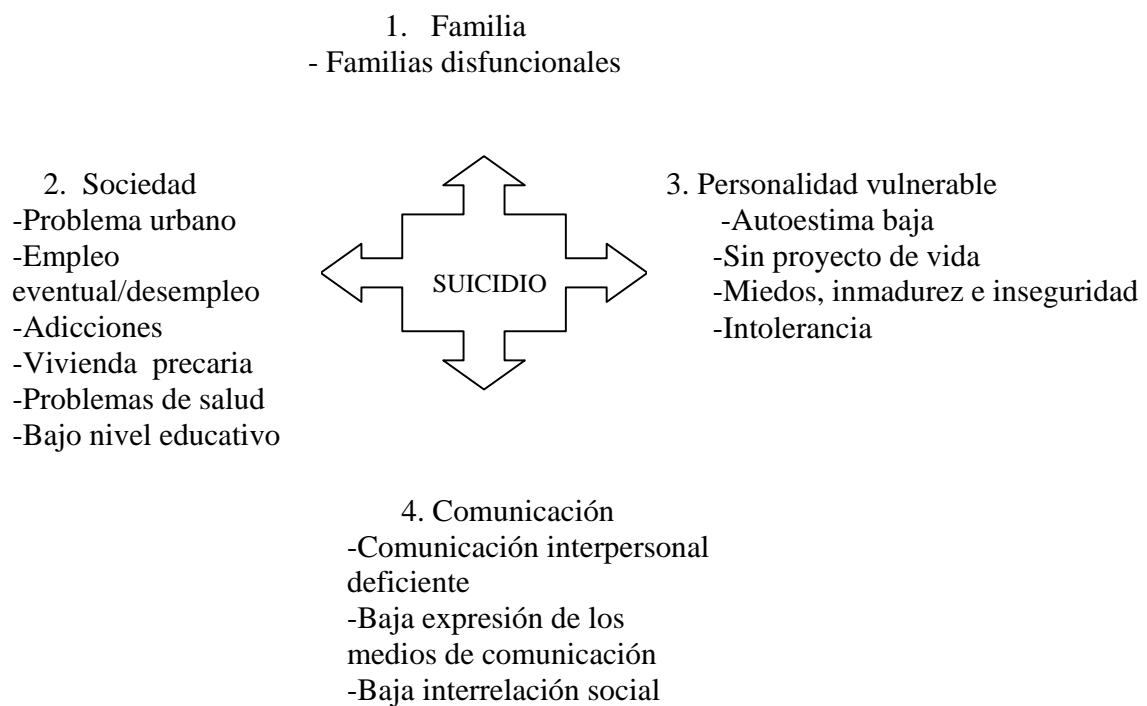 1. Familia
- Familias disfuncionales
2. Sociedad
-Problema urbano
-Empleo
eventual/desempleo
-Adicciones
-Vivienda precaria
-Problemas de salud
-Bajo nivel educativo
SUICIDIO
3. Personalidad vulnerable
-Autoestima baja
-Sin proyecto de vida
-Miedos, inmadurez e inseguridad
-Intolerancia
4. Comunicación
-Comunicación interpersonal
deficiente
-Baja expresión de los
medios de comunicación
-Baja interrelación social